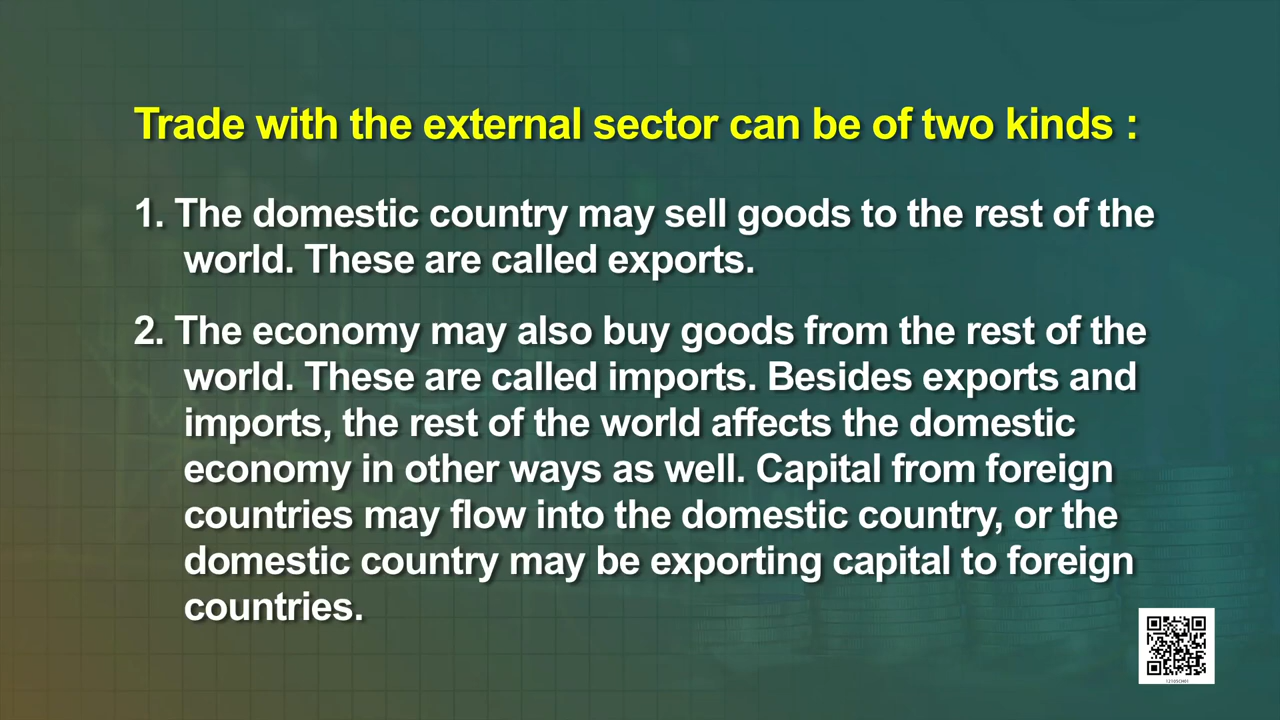 Trade with the external sector can be of two kinds :
1. The domestic country may sell goods to the rest of the
world. These are called exports.
2. The economy may also buy goods from the rest of the
world. These are called imports. Besides exports and
imports, the rest of the world affects the domestic
economy in other ways as well. Capital from foreign
countries may flow into the domestic country, or the
domestic country may be exporting capital to foreign
countries.